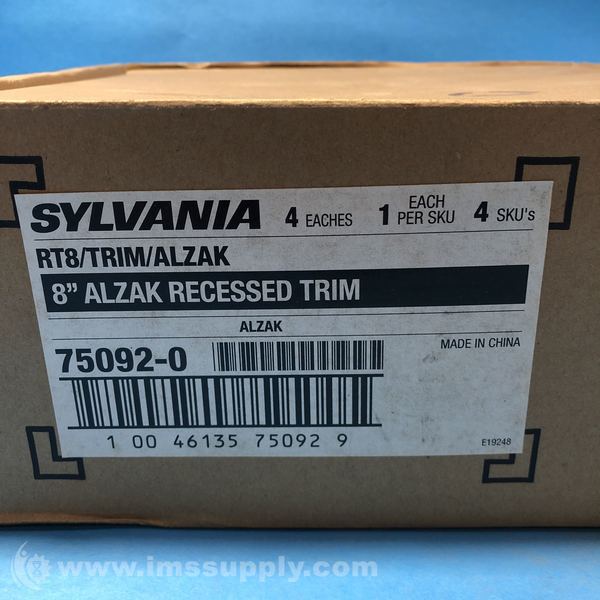 SYLVANIA 4 EACHES 1 EACH PER SKU 4 SKU's
RT8/TRIM/ALZAK
8” ALZAK RECESSED TRIM
ALZAK
75092-0
MADE IN CHINA
1 00 46135 75092 9
E19248
www.imssupply.com